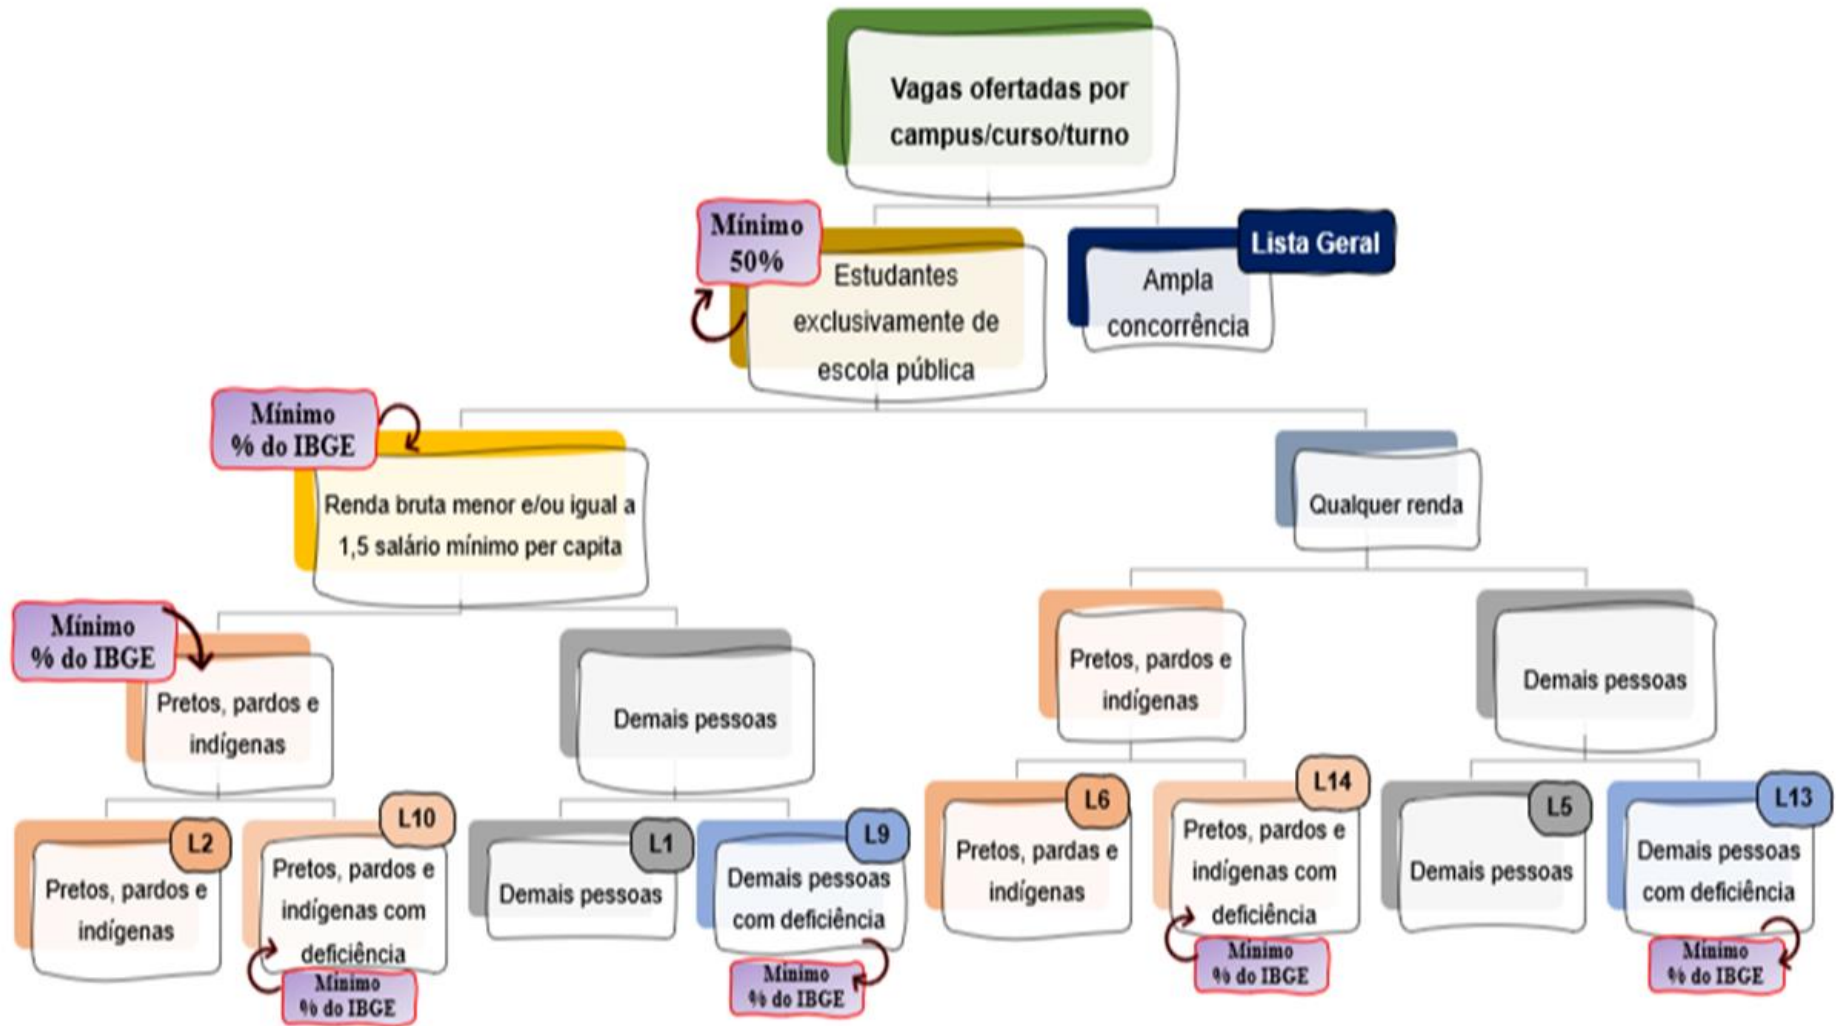 Vagas ofertadas por
campus/curso/turno
Mínimo
50%
Estudantes
exclusivamente de
escola pública
Lista Geral
Ampla
concorrência
Mínimo
% do IBGE
Renda bruta menor e/ou igual a
1,5 salário mínimo per capita
Qualquer renda
Mínimo
% do IBGE
Pretos, pardos e
indígenas
Demais pessoas
Pretos, pardos e
indígenas
Demais pessoas
L2
Pretos, pardos e
indígenas
L10
Pretos, pardos e
indígenas com
deficiência
Mínimo
% do IBGE
L1
Demais pessoas
L9
Demais pessoas
com deficiência
Mínimo
% do IBGE
L6
Pretos, pardas e
indígenas
L14
Pretos, pardos e
indígenas com
deficiência
Mínimo
% do IBGE
L5
Demais pessoas
L13
Demais pessoas
com deficiência
Mínimo
% do IBGE